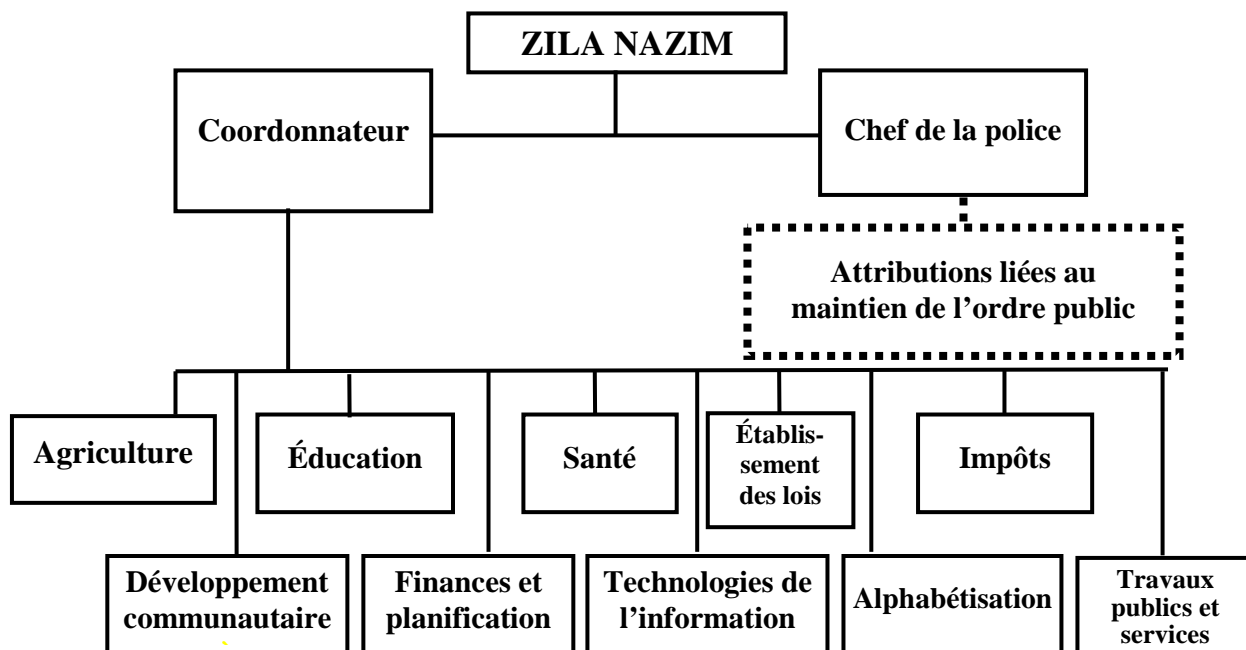 ZILA NAZIM
Coordonnateur
Chef de la police
Attributions liées au
maintien de l’ordre public
Agriculture
Éducation
Santé
Établis-
sement
des lois
Impôts
Développement
communautaire
Finances et
planification
Technologies de
l’information
Alphabétisation
Travaux
publics et
services